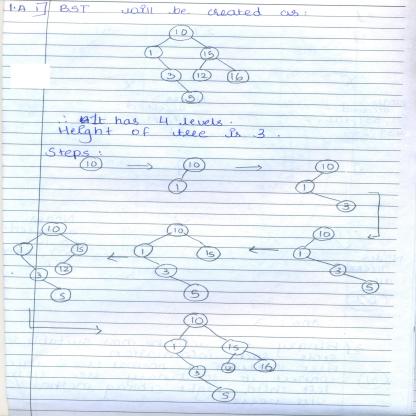 1.A i] BST will be created as:
10
1 15
3 12 16
5
∴ It has 4 levels.
Height of tree is 3.
Steps:
10 → 10 → 10
1 1
3
10 10 10
1 15 1 15 1
3 12 3 3
5 5 5
10
1 15
3 12 16
5